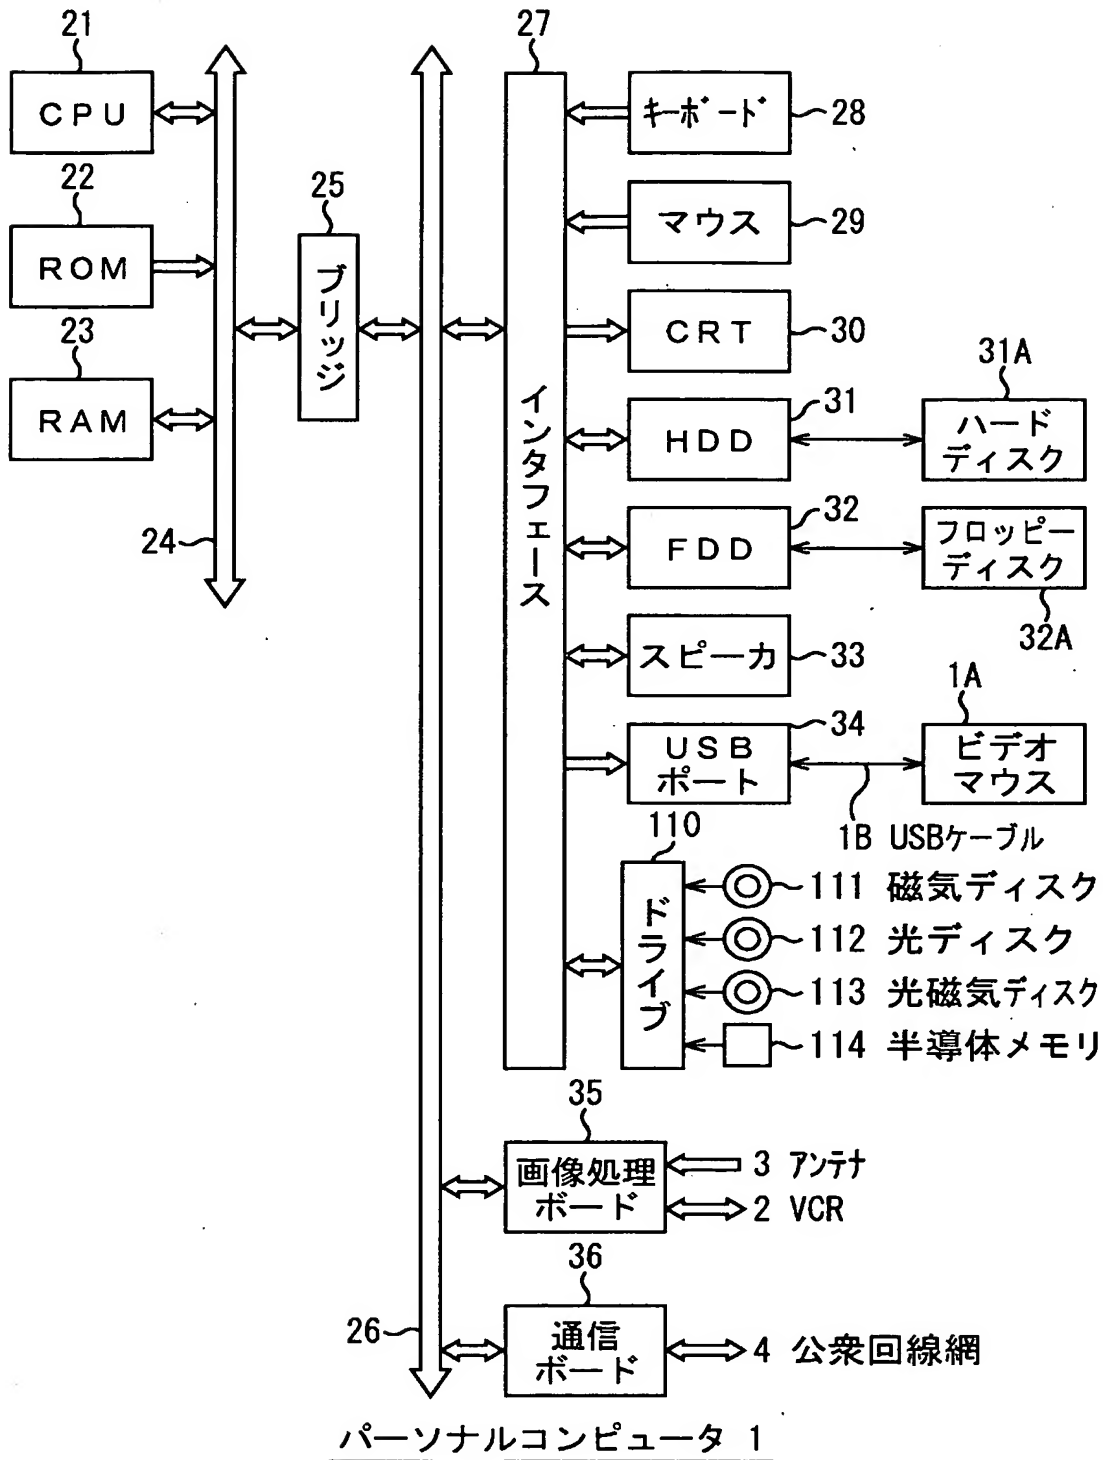 21
CPU
22
ROM
23
RAM
24
25
ブリッジ
26
27
インタフェース
キーボード
28
マウス
29
CRT
30
HDD
31
31A
ハード
ディスク
FDD
32
フロッピー
ディスク
32A
スピーカ
33
USB
ポート
34
1A
ビデオ
マウス
1B USBケーブル
110
ドライブ
111 磁気ディスク
112 光ディスク
113 光磁気ディスク
114 半導体メモリ
35
画像処理
ボード
3 アンテナ
2 VCR
36
通信
ボード
4 公衆回線網
パーソナルコンピュータ 1